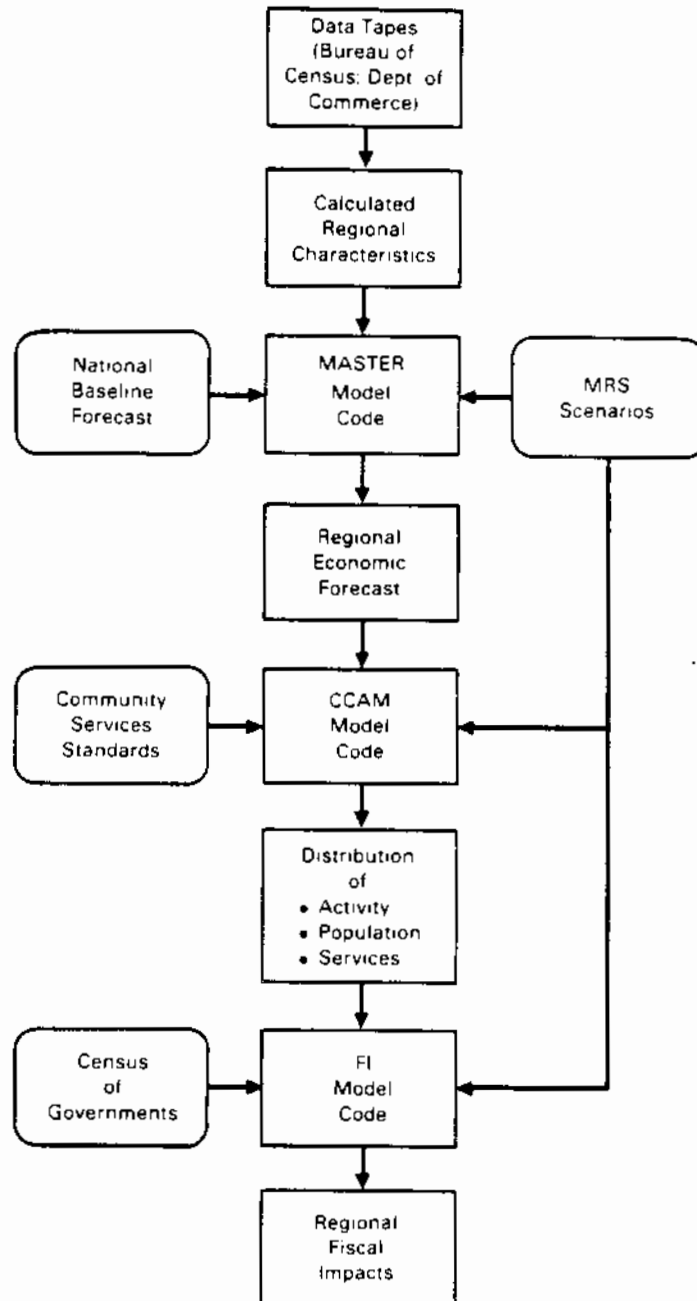 Data Tapes
(Bureau of
Census: Dept of
Commerce)
Calculated
Regional
Characteristics
National
Baseline
Forecast
MASTER
Model
Code
MRS
Scenarios
Regional
Economic
Forecast
Community
Services
Standards
CCAM
Model
Code
Distribution
of
• Activity
• Population
• Services
Census
of
Governments
FI
Model
Code
Regional
Fiscal
Impacts